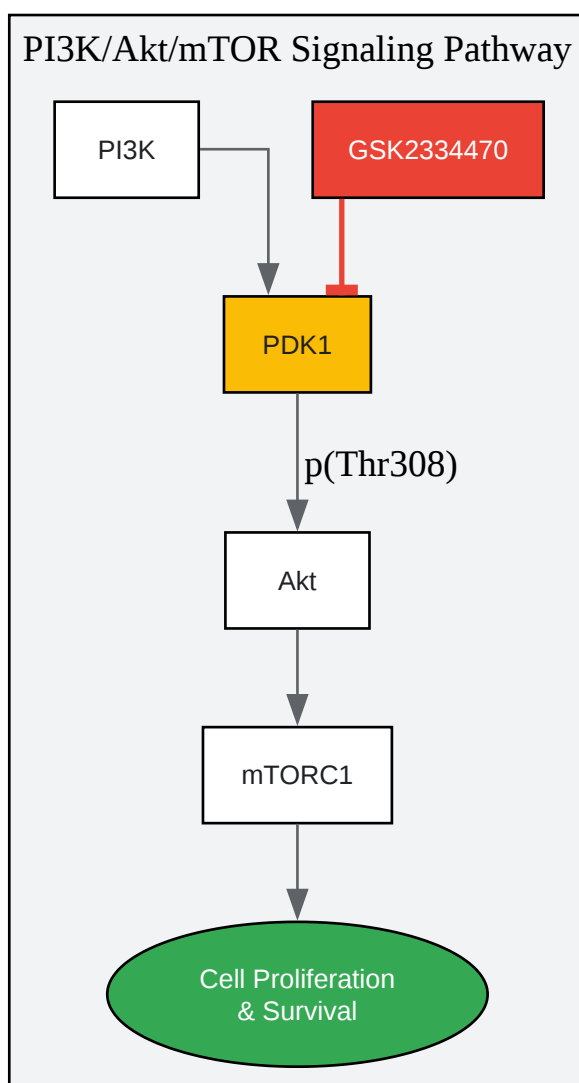 PI3K/Akt/mTOR Signaling Pathway
PI3K
GSK2334470
PDK1
p(Thr308)
Akt
mTORC1
Cell Proliferation
& Survival